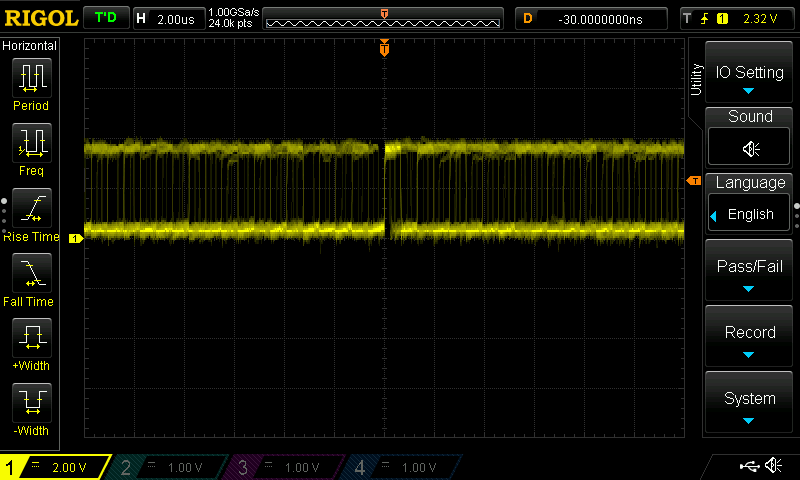 RIGOL T'D H 2.00us 1.00GSa/s
24.0k pts T D -30.0000000ns T 1 2.32 V
Horizontal
Period
Freq
Rise Time
Fall Time
+Width
-Width
T
T
1
Utility
IO Setting
Sound
Language
English
Pass/Fail
Record
System
1 2.00 V 2 1.00 V 3 1.00 V 4 1.00 V